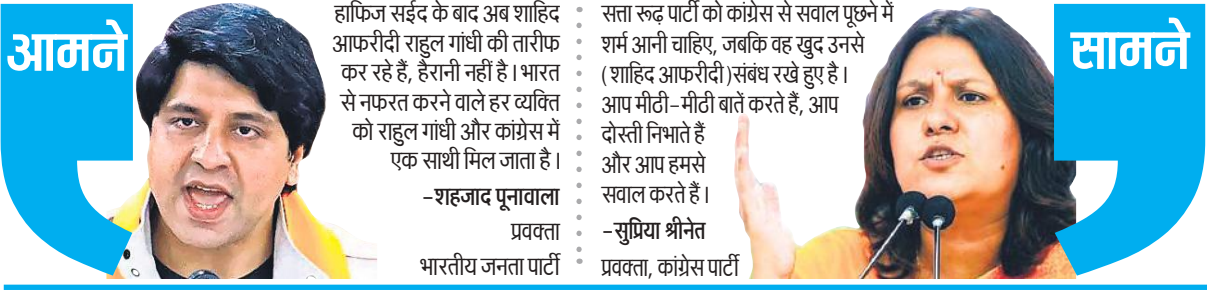 आमने
हाफिज सईद के बाद अब शाहिद
आफरीदी राहुल गांधी की तारीफ
कर रहे हैं, हैरानी नहीं है। भारत
से नफरत करने वाले हर व्यक्ति
को राहुल गांधी और कांग्रेस में
एक साथी मिल जाता है।
–शहजाद पूनावाला
प्रवक्ता
भारतीय जनता पार्टी
सत्ता रूढ़ पार्टी को कांग्रेस से सवाल पूछने में
शर्म आनी चाहिए, जबकि वह खुद उनसे
(शाहिद आफरीदी)संबंध रखे हुए है।
आप मीठी–मीठी बातें करते हैं, आप
दोस्ती निभाते हैं
और आप हमसे
सवाल करते हैं।
–सुप्रिया श्रीनेत
प्रवक्ता, कांग्रेस पार्टी
सामने